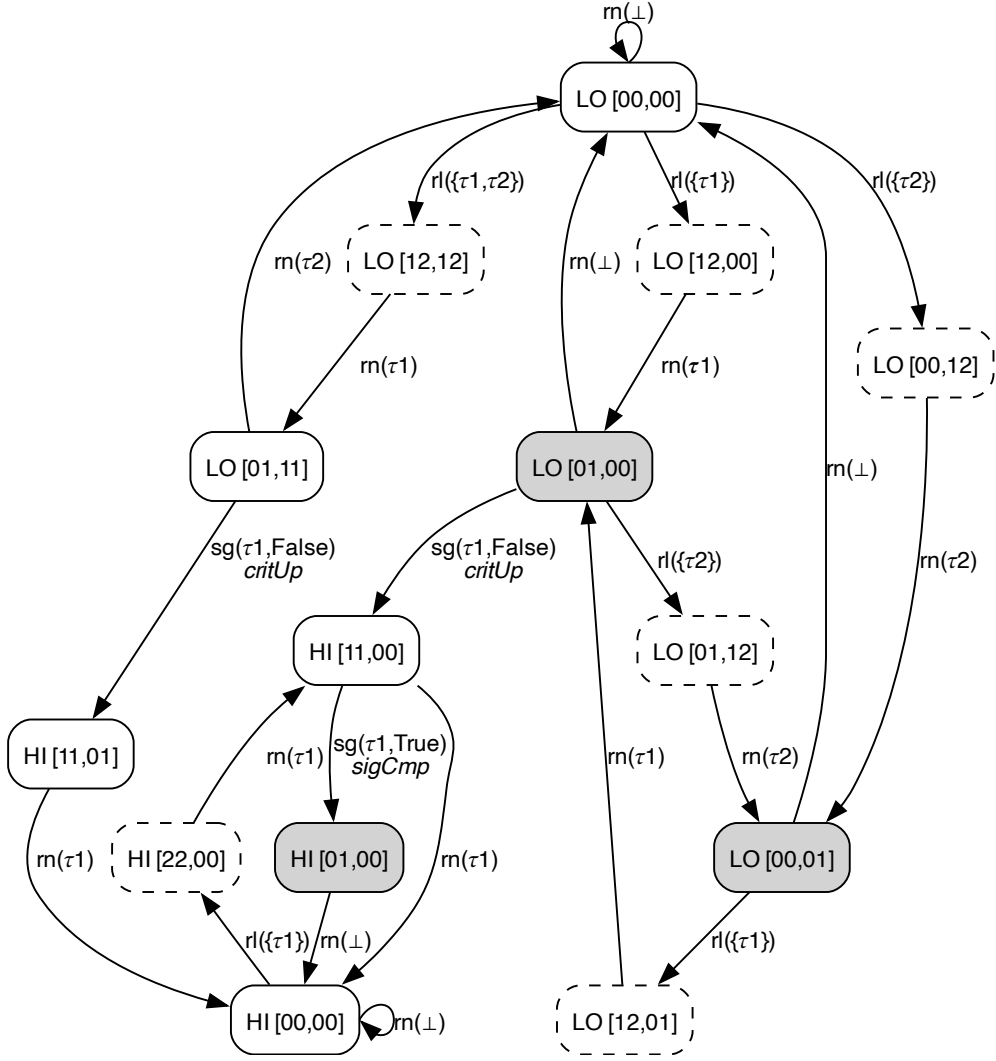 rn(⊥)
LO [00,00]
rl({τ1,τ2})
rl({τ1})
rl({τ2})
rn(τ2)
LO [12,12]
rn(⊥)
LO [12,00]
LO [00,12]
rn(τ1)
rn(τ1)
LO [01,11]
LO [01,00]
rn(⊥)
sg(τ1,False)
critUp
sg(τ1,False)
critUp
rl({τ2})
rn(τ2)
HI [11,00]
LO [01,12]
HI [11,01]
rn(τ1)
sg(τ1,True)
sigCmp
rn(τ1)
rn(τ2)
rn(τ1)
HI [22,00]
HI [01,00]
rn(τ1)
LO [00,01]
rl({τ1})
rn(⊥)
rl({τ1})
HI [00,00]
rn(⊥)
LO [12,01]